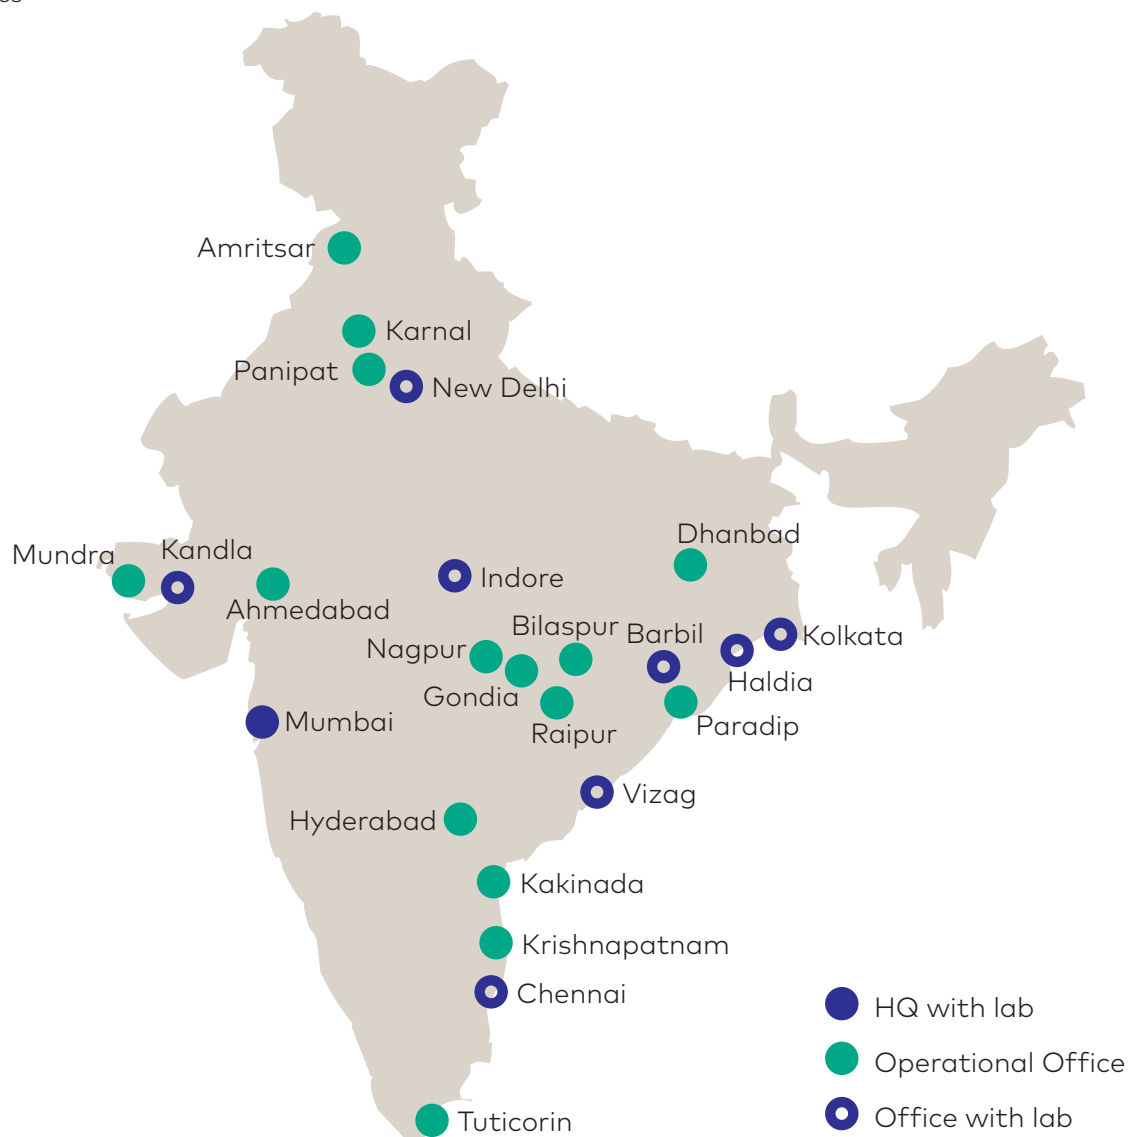 Amritsar
Karnal
Panipat
New Delhi
Dhanbad
Mundra
Kandla
Indore
Ahmedabad
Bilaspur
Barbil
Kolkata
Nagpur
Haldia
Gondia
Mumbai
Paradip
Raipur
Vizag
Hyderabad
Kakinada
Krishnapatnam
Chennai
HQ with lab
Operational Office
Office with lab
Tuticorin